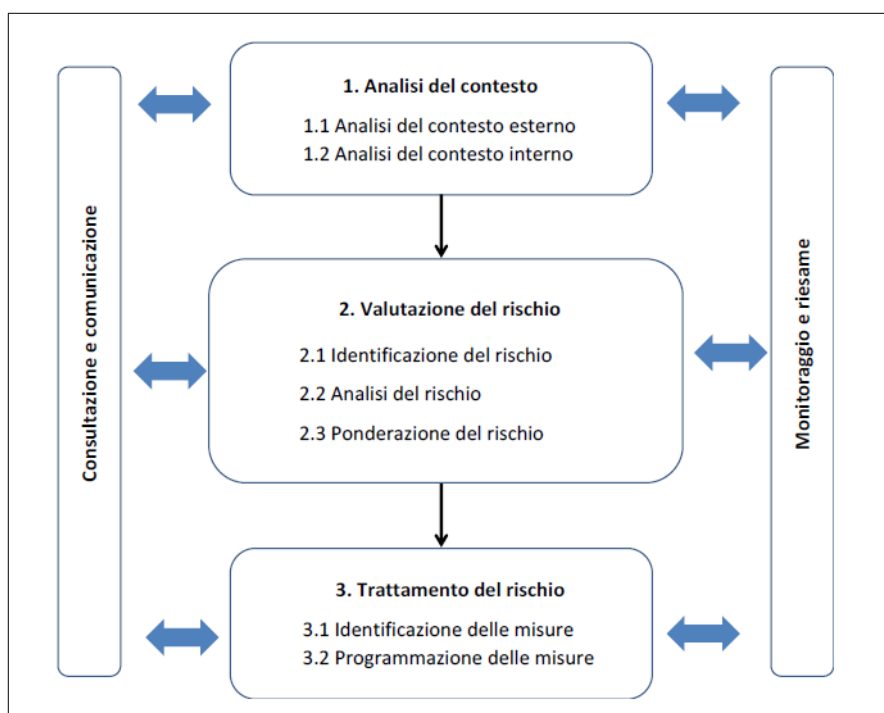 Consultazione e comunicazione
1. Analisi del contesto
1.1 Analisi del contesto esterno
1.2 Analisi del contesto interno
2. Valutazione del rischio
2.1 Identificazione del rischio
2.2 Analisi del rischio
2.3 Ponderazione del rischio
3. Trattamento del rischio
3.1 Identificazione delle misure
3.2 Programmazione delle misure
Monitoraggio e riesame